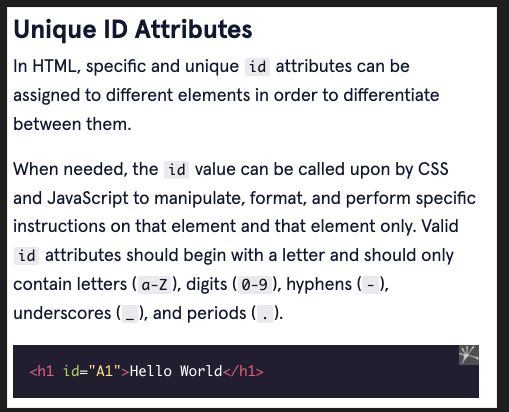 Unique ID Attributes
In HTML, specific and unique id attributes can be
assigned to different elements in order to differentiate
between them.
When needed, the id value can be called upon by CSS
and JavaScript to manipulate, format, and perform specific
instructions on that element and that element only. Valid
id attributes should begin with a letter and should only
contain letters (a-Z), digits (0-9), hyphens (-),
underscores (_), and periods (.).
<h1 id="A1">Hello World</h1>